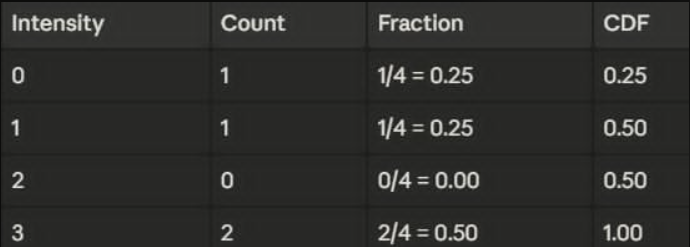 Intensity Count Fraction CDF
0 1 1/4 = 0.25 0.25
1 1 1/4 = 0.25 0.50
2 0 0/4 = 0.00 0.50
3 2 2/4 = 0.50 1.00